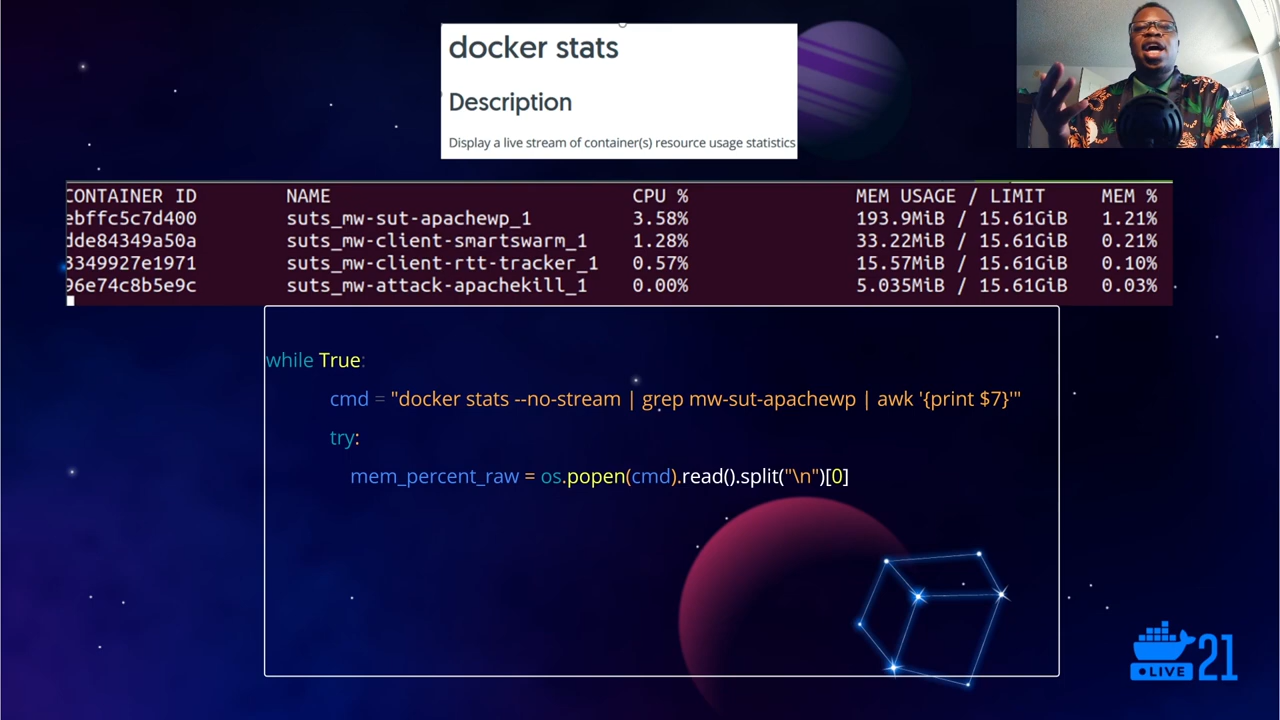 docker stats
Description
Display a live stream of container(s) resource usage statistics
CONTAINER ID NAME CPU % MEM USAGE / LIMIT MEM %
ebffc5c7d400 suts_mw-sut-apachewp_1 3.58% 193.9MiB / 15.61GiB 1.21%
dde84349a50a suts_mw-client-smartswarm_1 1.28% 33.22MiB / 15.61GiB 0.21%
3349927e1971 suts_mw-client-rtt-tracker_1 0.57% 15.57MiB / 15.61GiB 0.10%
96e74c8b5e9c suts_mw-attack-apachekill_1 0.00% 5.035MiB / 15.61GiB 0.03%
while True:
cmd = "docker stats --no-stream | grep mw-sut-apachewp | awk '{print $7}'"
try:
mem_percent_raw = os.popen(cmd).read().split("\n")[0]
LIVE 21